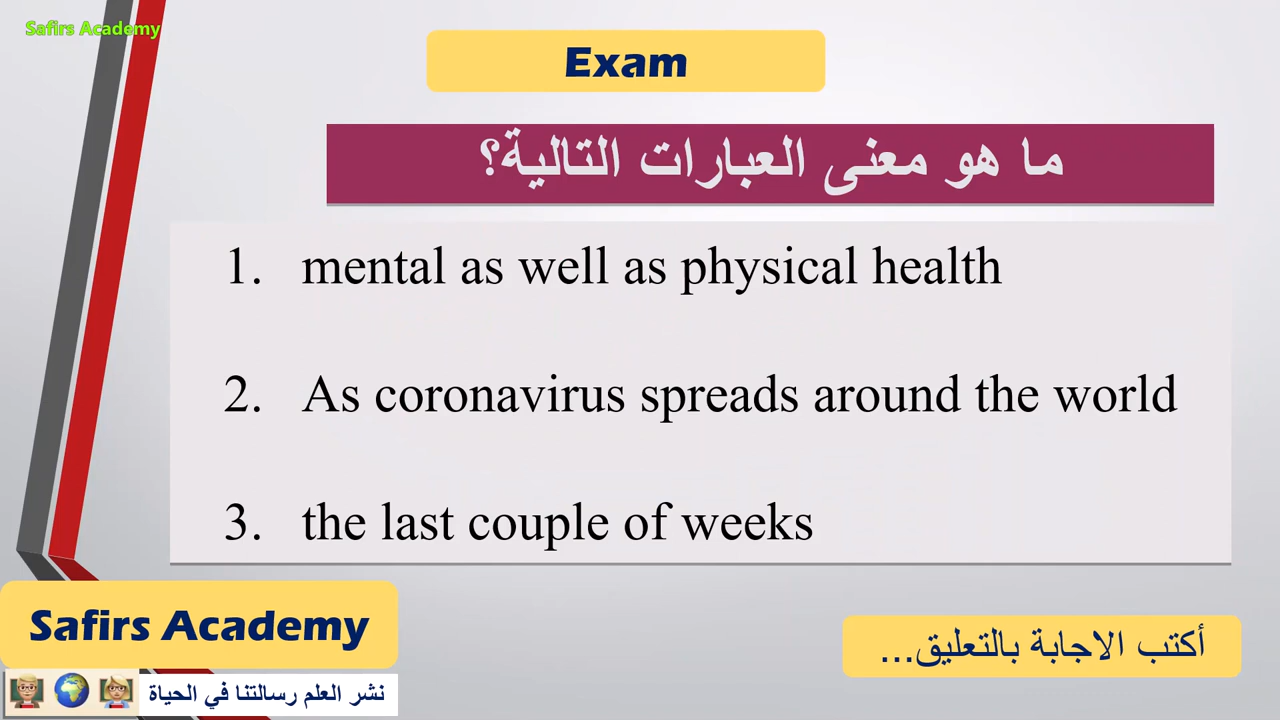 Safirs Academy
Exam
ما هو معنى العبارات التالية؟
1. mental as well as physical health
2. As coronavirus spreads around the world
3. the last couple of weeks
Safirs Academy
أكتب الاجابة بالتعليق...
نشر العلم رسالتنا في الحياة